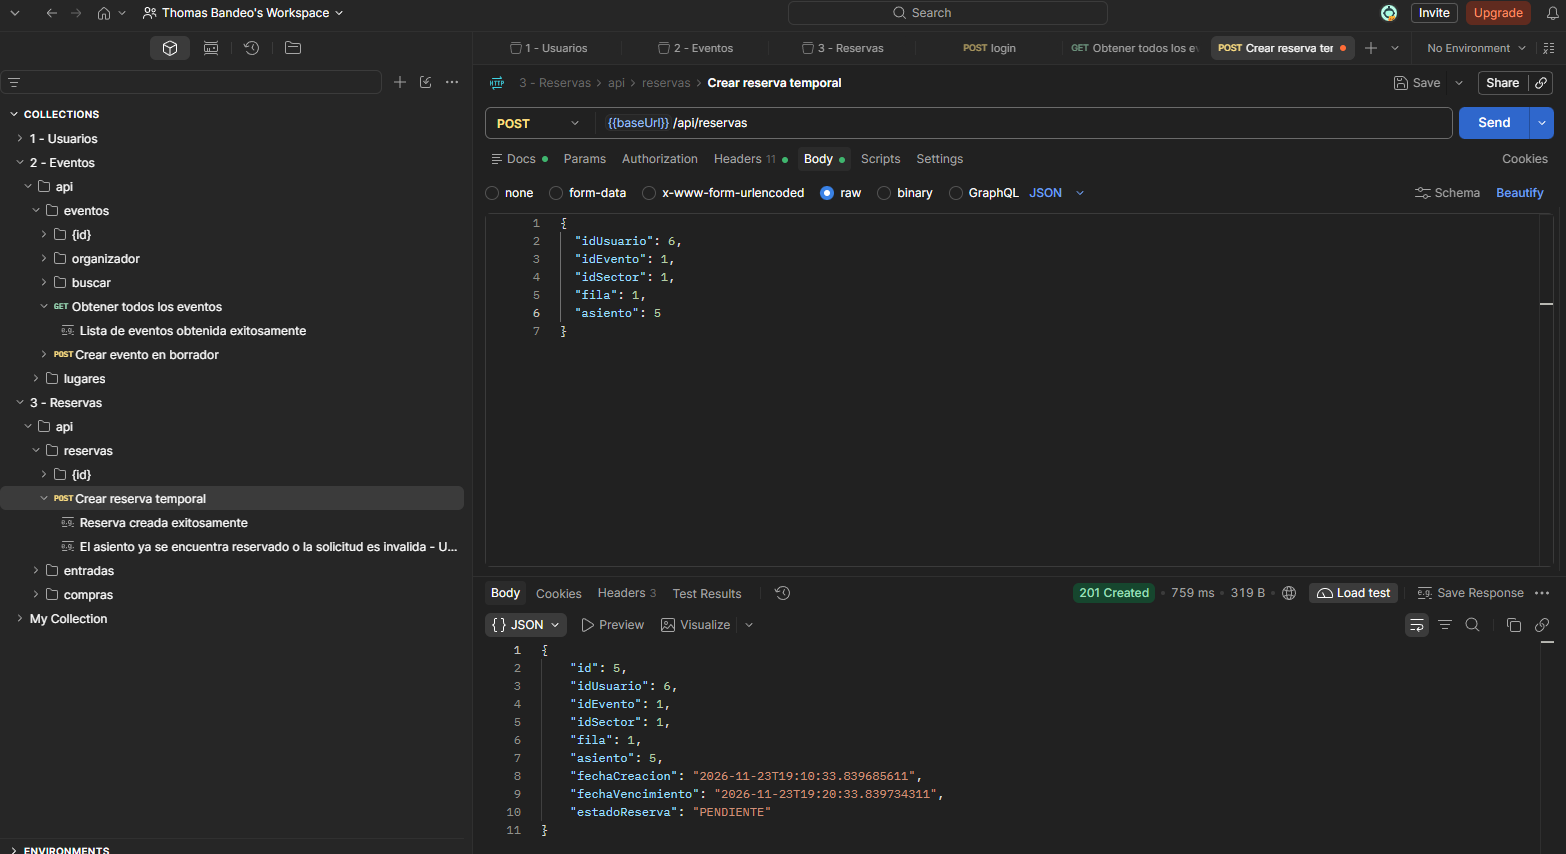 Thomas Bandeo's Workspace
Search
Invite
Upgrade
1 - Usuarios
2 - Eventos
3 - Reservas
POST login
GET Obtener todos los ev
POST Crear reserva ter
No Environment
COLLECTIONS
1 - Usuarios
2 - Eventos
api
eventos
{id}
organizador
buscar
GET Obtener todos los eventos
e.g. Lista de eventos obtenida exitosamente
POST Crear evento en borrador
lugares
3 - Reservas
api
reservas
{id}
POST Crear reserva temporal
e.g. Reserva creada exitosamente
e.g. El asiento ya se encuentra reservado o la solicitud es invalida - U...
entradas
compras
My Collection
ENVIRONMENTS
HTTP 3 - Reservas > api > reservas > Crear reserva temporal
Save
Share
POST {{baseUrl}} /api/reservas
Send
Docs Params Authorization Headers 11 Body Scripts Settings
Cookies
none form-data x-www-form-urlencoded raw binary GraphQL JSON
Schema Beautify
1 {
2 "idUsuario": 6,
3 "idEvento": 1,
4 "idSector": 1,
5 "fila": 1,
6 "asiento": 5
7 }
Body Cookies Headers 3 Test Results
201 Created • 759 ms • 319 B
Load test
e.g. Save Response
{} JSON Preview Visualize
1 {
2 "id": 5,
3 "idUsuario": 6,
4 "idEvento": 1,
5 "idSector": 1,
6 "fila": 1,
7 "asiento": 5,
8 "fechaCreacion": "2026-11-23T19:10:33.839685611",
9 "fechaVencimiento": "2026-11-23T19:20:33.839734311",
10 "estadoReserva": "PENDIENTE"
11 }